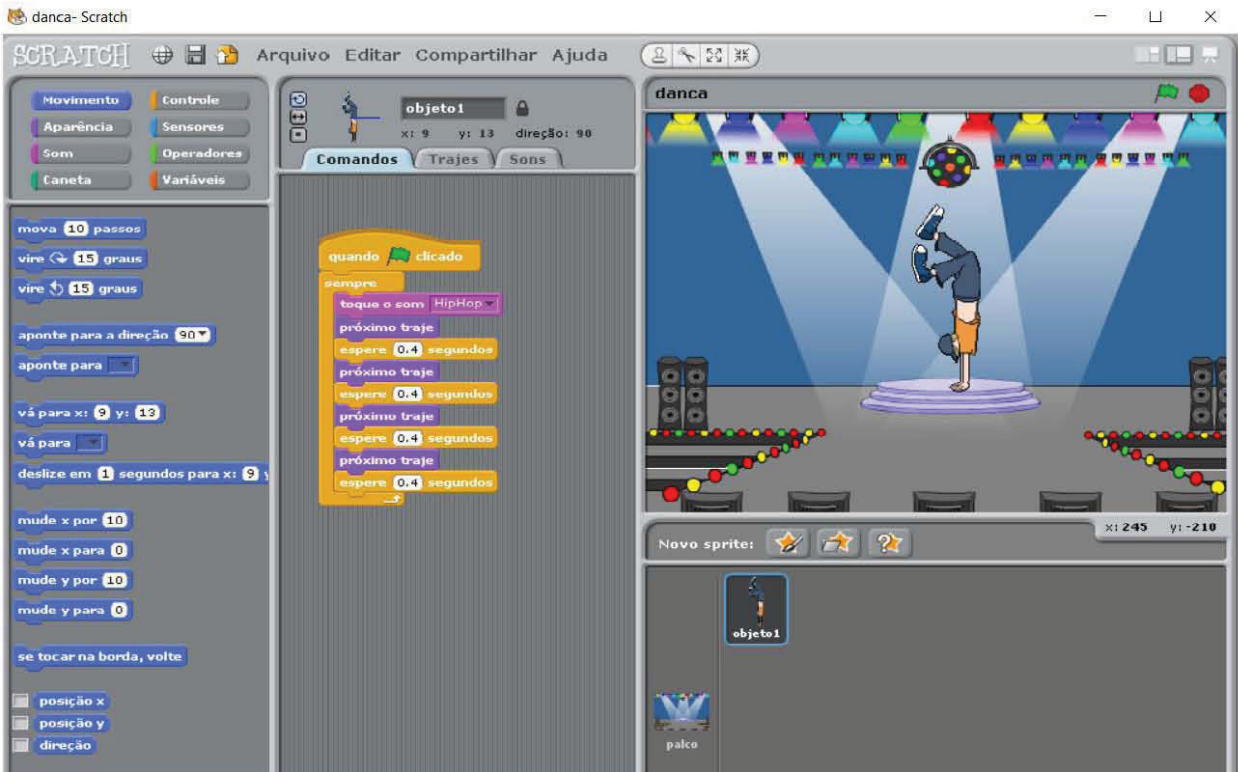 danca- Scratch
SCRATCH Arquivo Editar Compartilhar Ajuda
Movimento Controle
Aparência Sensores
Som Operadores
Caneta Variáveis
mova 10 passos
vire 15 graus
vire 15 graus
aponte para a direção 90
aponte para
vá para x: 9 y: 13
vá para
deslize em 1 segundos para x: 9 y
mude x por 10
mude x para 0
mude y por 10
mude y para 0
se tocar na borda, volte
posição x
posição y
direção
objeto1
x: 9 y: 13 direção: 90
Comandos Trajes Sons
quando clicado
sempre
toque o som HipHop
próximo traje
espere 0.4 segundos
próximo traje
espere 0.4 segundos
próximo traje
espere 0.4 segundos
próximo traje
espere 0.4 segundos
danca
x: 245 y: -210
Novo sprite:
objeto1
palco